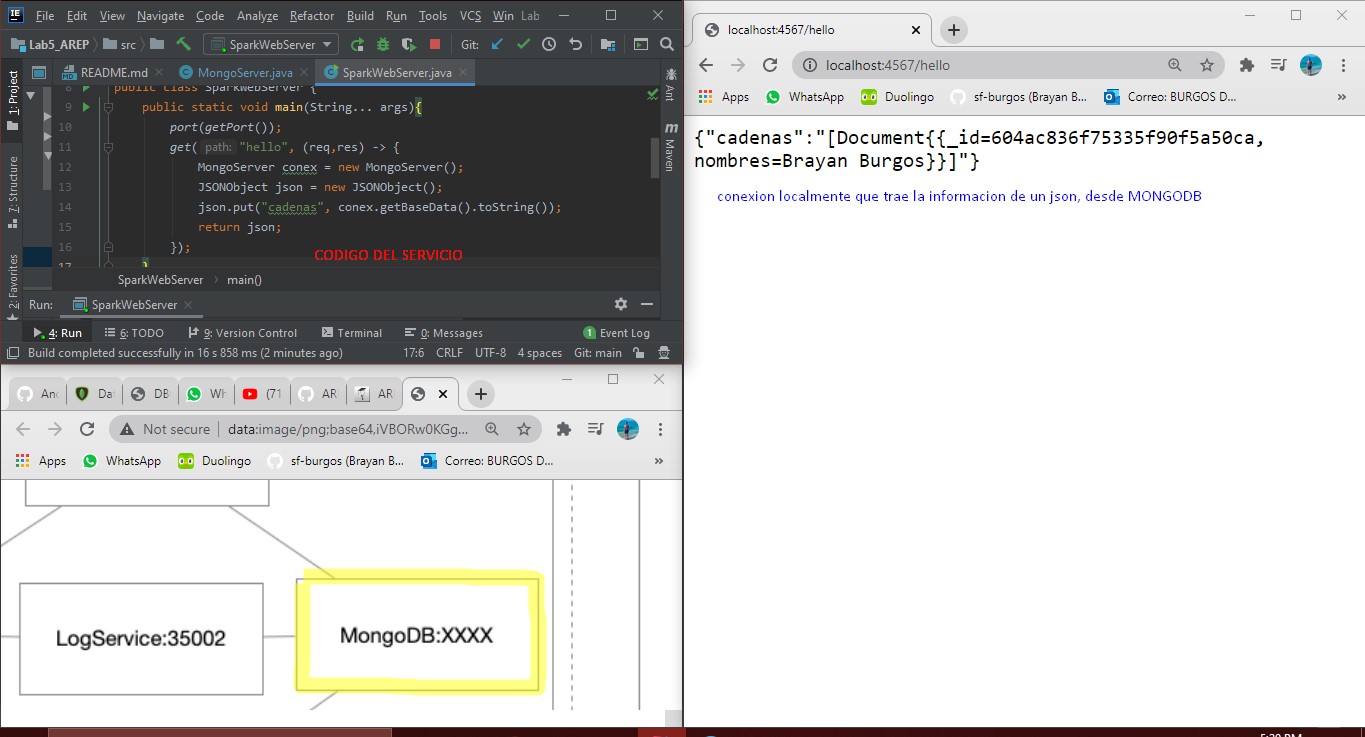 File Edit View Navigate Code Analyze Refactor Build Run Tools VCS Win Lab
Lab5_AREP src SparkWebServer Git:
README.md MongoServer.java SparkWebServer.java
1: Project
7: Structure
2: Favorites
Ant
Maven
8 public class SparkWebServer {
9 public static void main(String... args){
10 port(getPort());
11 get( path: "hello", (req,res) -> {
12 MongoServer conex = new MongoServer();
13 JSONObject json = new JSONObject();
14 json.put("cadenas", conex.getBaseData().toString());
15 return json;
16 });
17 }
CODIGO DEL SERVICIO
SparkWebServer main()
Run: SparkWebServer
4: Run 6: TODO 9: Version Control Terminal 0: Messages 1 Event Log
Build completed successfully in 16 s 858 ms (2 minutes ago) 17:6 CRLF UTF-8 4 spaces Git: main
localhost:4567/hello
localhost:4567/hello
Apps WhatsApp Duolingo sf-burgos (Brayan B... Correo: BURGOS D... »
{"cadenas":"[Document{{_id=604ac836f75335f90f5a50ca,
nombres=Brayan Burgos}}]"}
conexion localmente que trae la informacion de un json, desde MONGODB
And Dat DB Wh (71 AR AR
Not secure data:image/png;base64,iVBORw0KGg...
Apps WhatsApp Duolingo sf-burgos (Brayan B... Correo: BURGOS D... »
LogService:35002
MongoDB:XXXX